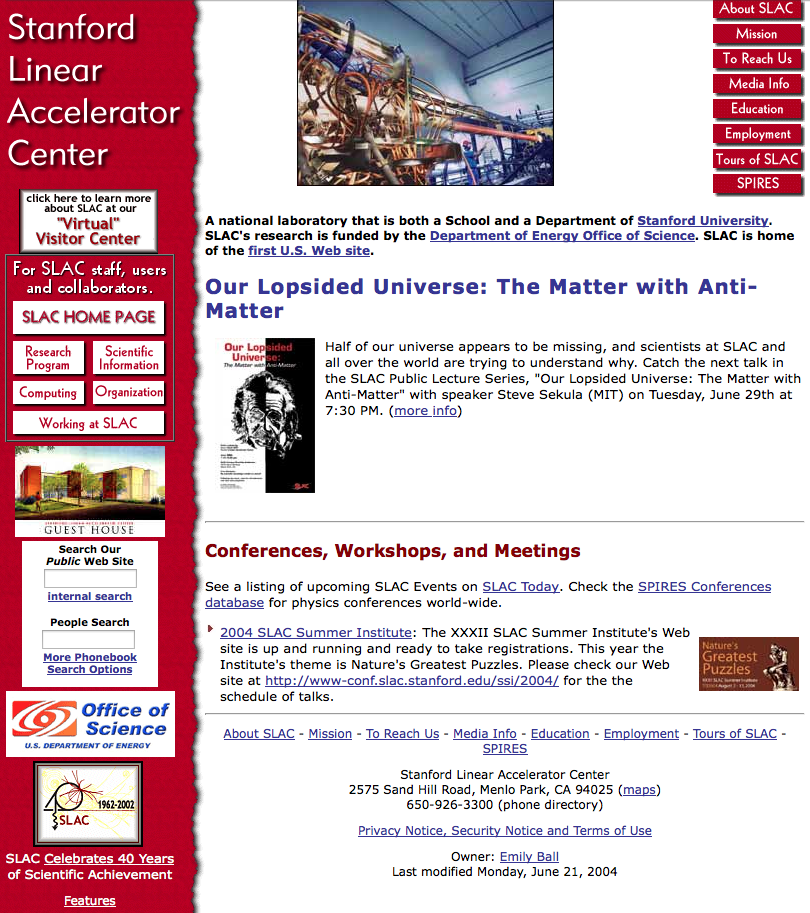 Stanford
Linear
Accelerator
Center
click here to learn more
about SLAC at our
"Virtual"
Visitor Center
For SLAC staff, users
and collaborators.
SLAC HOME PAGE
Research
Program
Scientific
Information
Computing
Organization
Working at SLAC
STANFORD LINEAR ACCELERATOR CENTER
GUEST HOUSE
Search Our
Public Web Site
internal search
People Search
More Phonebook
Search Options
Office of
Science
U.S. DEPARTMENT OF ENERGY
1962-2002
SLAC
SLAC Celebrates 40 Years
of Scientific Achievement
Features
About SLAC
Mission
To Reach Us
Media Info
Education
Employment
Tours of SLAC
SPIRES
A national laboratory that is both a School and a Department of Stanford University.
SLAC's research is funded by the Department of Energy Office of Science. SLAC is home
of the first U.S. Web site.
Our Lopsided Universe: The Matter with Anti-
Matter
Our Lopsided
Universe:
The Matter with Anti-Matter
Half of our universe appears to be missing, and scientists at SLAC and
all over the world are trying to understand why. Catch the next talk in
the SLAC Public Lecture Series, "Our Lopsided Universe: The Matter with
Anti-Matter" with speaker Steve Sekula (MIT) on Tuesday, June 29th at
7:30 PM. (more info)
Conferences, Workshops, and Meetings
See a listing of upcoming SLAC Events on SLAC Today. Check the SPIRES Conferences
database for physics conferences world-wide.
2004 SLAC Summer Institute: The XXXII SLAC Summer Institute's Web
site is up and running and ready to take registrations. This year the
Institute's theme is Nature's Greatest Puzzles. Please check our Web
site at http://www-conf.slac.stanford.edu/ssi/2004/ for the the
schedule of talks.
Nature's
Greatest
Puzzles
About SLAC - Mission - To Reach Us - Media Info - Education - Employment - Tours of SLAC -
SPIRES
Stanford Linear Accelerator Center
2575 Sand Hill Road, Menlo Park, CA 94025 (maps)
650-926-3300 (phone directory)
Privacy Notice, Security Notice and Terms of Use
Owner: Emily Ball
Last modified Monday, June 21, 2004